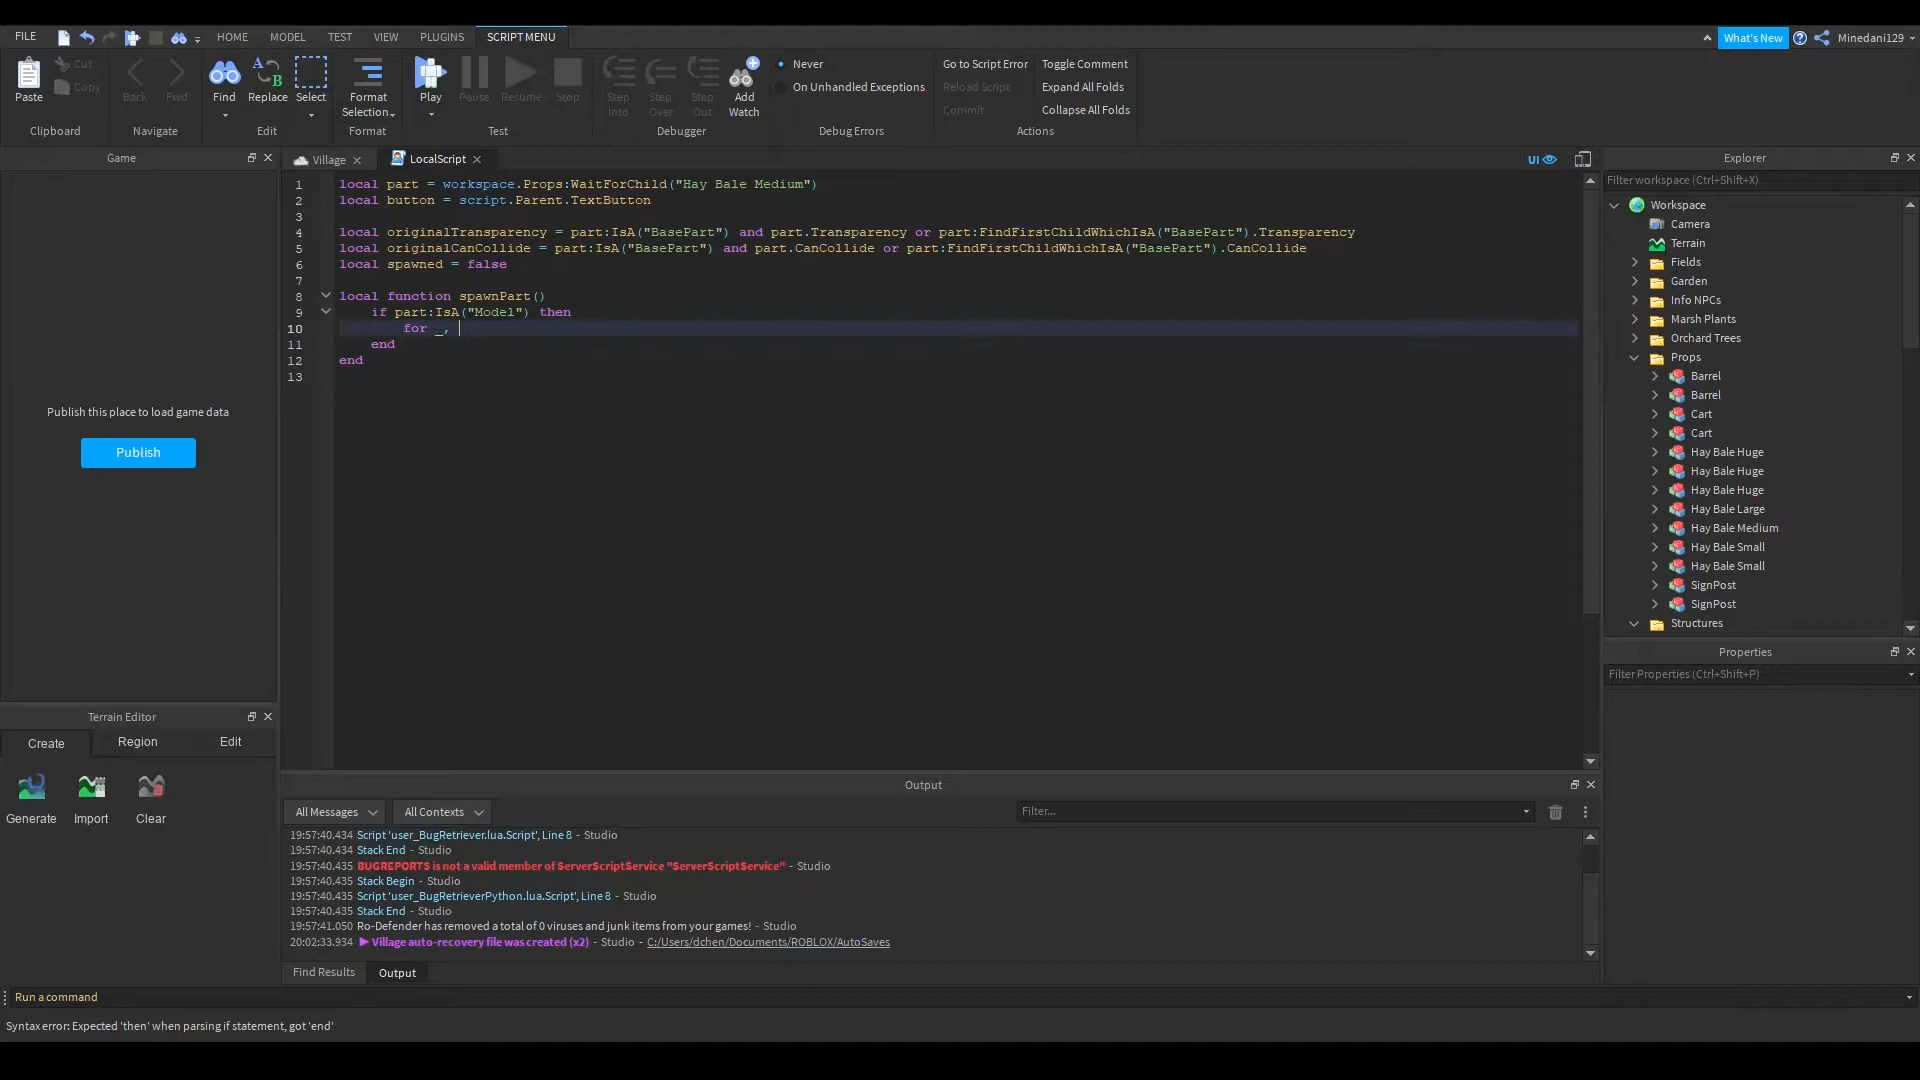 FILE
HOME
MODEL
TEST
VIEW
PLUGINS
SCRIPT MENU
What's New
Minedani129
Paste
Cut
Copy
Clipboard
Back
Fwd
Navigate
Find
Replace
Select
Edit
Format
Selection
Format
Play
Pause
Resume
Stop
Test
Step
Into
Step
Over
Step
Out
Add
Watch
Debugger
Never
On Unhandled Exceptions
Debug Errors
Go to Script Error
Reload Script
Commit
Toggle Comment
Expand All Folds
Collapse All Folds
Actions
Game
Publish this place to load game data
Publish
Terrain Editor
Create
Region
Edit
Generate
Import
Clear
Village
LocalScript
UI
1 local part = workspace.Props:WaitForChild("Hay Bale Medium")
2 local button = script.Parent.TextButton
3
4 local originalTransparency = part:IsA("BasePart") and part.Transparency or part:FindFirstChildWhichIsA("BasePart").Transparency
5 local originalCanCollide = part:IsA("BasePart") and part.CanCollide or part:FindFirstChildWhichIsA("BasePart").CanCollide
6 local spawned = false
7
8 local function spawnPart()
9 if part:IsA("Model") then
10 for _,
11 end
12 end
13
Explorer
Filter workspace (Ctrl+Shift+X)
Workspace
Camera
Terrain
Fields
Garden
Info NPCs
Marsh Plants
Orchard Trees
Props
Barrel
Barrel
Cart
Cart
Hay Bale Huge
Hay Bale Huge
Hay Bale Huge
Hay Bale Large
Hay Bale Medium
Hay Bale Small
Hay Bale Small
SignPost
SignPost
Structures
Properties
Filter Properties (Ctrl+Shift+P)
Output
All Messages
All Contexts
Filter...
19:57:40.434 Script 'user_BugRetriever.lua.Script', Line 8 - Studio
19:57:40.434 Stack End - Studio
19:57:40.435 BUGREPORTS is not a valid member of ServerScriptService "ServerScriptService" - Studio
19:57:40.435 Stack Begin - Studio
19:57:40.435 Script 'user_BugRetrieverPython.lua.Script', Line 8 - Studio
19:57:40.435 Stack End - Studio
19:57:41.050 Ro-Defender has removed a total of 0 viruses and junk items from your games! - Studio
20:02:33.934 ▶ Village auto-recovery file was created (x2) - Studio - C:/Users/dchen/Documents/ROBLOX/AutoSaves
Find Results
Output
Run a command
Syntax error: Expected 'then' when parsing if statement, got 'end'